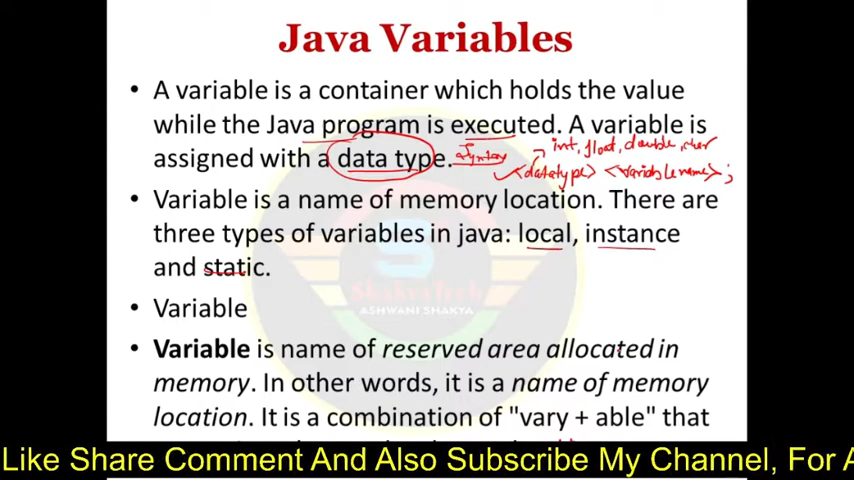 Java Variables
• A variable is a container which holds the value
while the Java program is executed. A variable is
int, float, double, char
assigned with a data type. Syntax
<datatype> <variable name>;
• Variable is a name of memory location. There are
three types of variables in java: local, instance
and static.
ShakyaTech
ASHWANI SHAKYA
• Variable
• Variable is name of reserved area allocated in
memory. In other words, it is a name of memory
location. It is a combination of "vary + able" that
Like Share Comment And Also Subscribe My Channel, For A